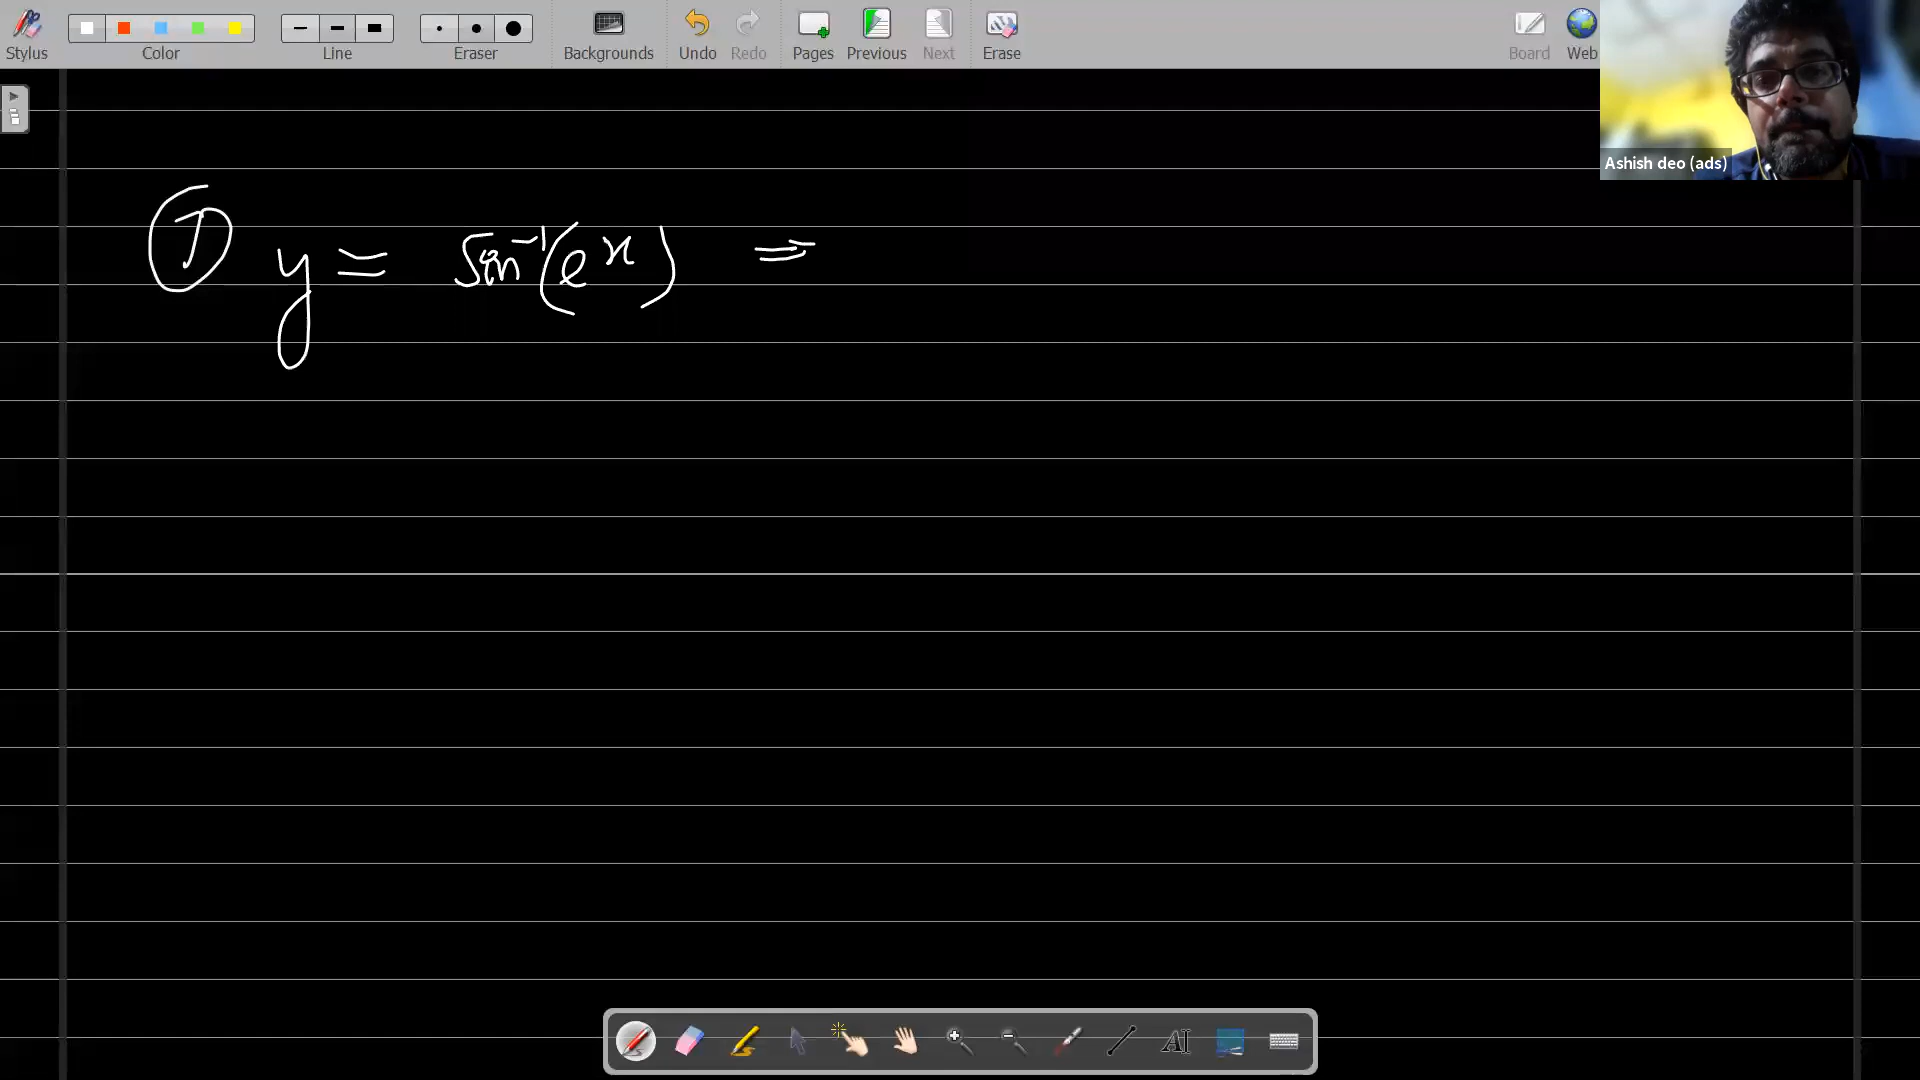 Stylus Color Line Eraser Backgrounds Undo Redo Pages Previous Next Erase Board Web
Ashish deo (ads)
① y = sin⁻¹(eˣ) ⇒
AI